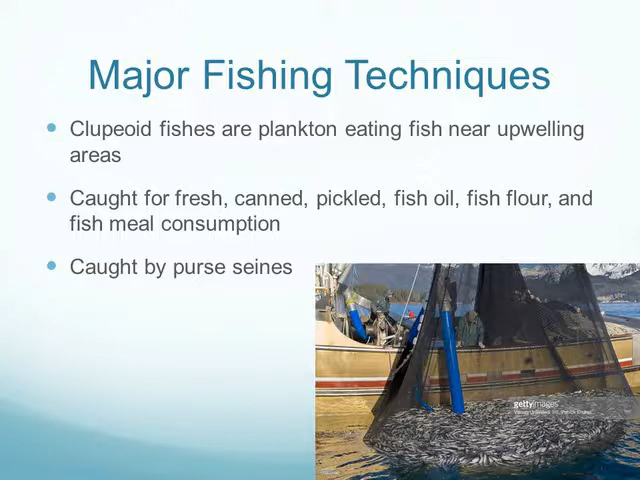 Major Fishing Techniques
Clupeoid fishes are plankton eating fish near upwelling
areas
Caught for fresh, canned, pickled, fish oil, fish flour, and
fish meal consumption
Caught by purse seines
gettyimages